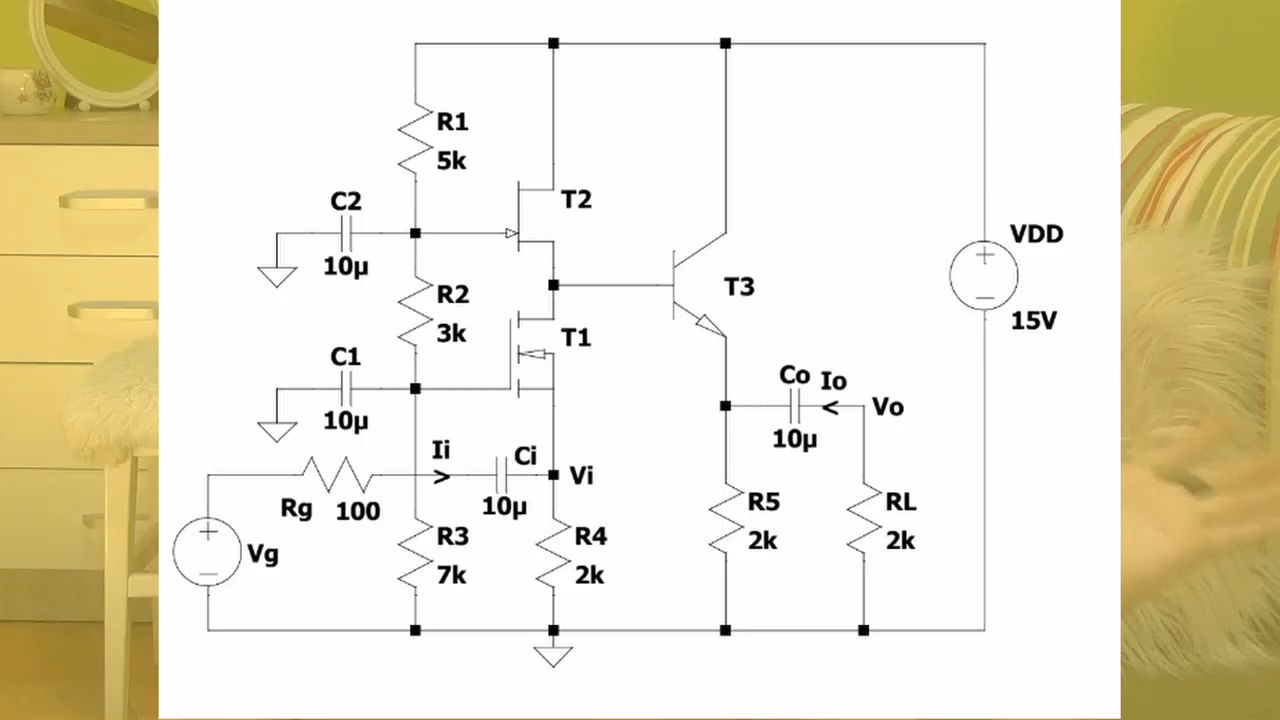 R1
5k
C2
10µ
T2
VDD
15V
R2
3k
T3
T1
C1
10µ
Co
Io
Vo
10µ
Ii
Ci
Vi
10µ
Rg
100
Vg
R3
7k
R4
2k
R5
2k
RL
2k